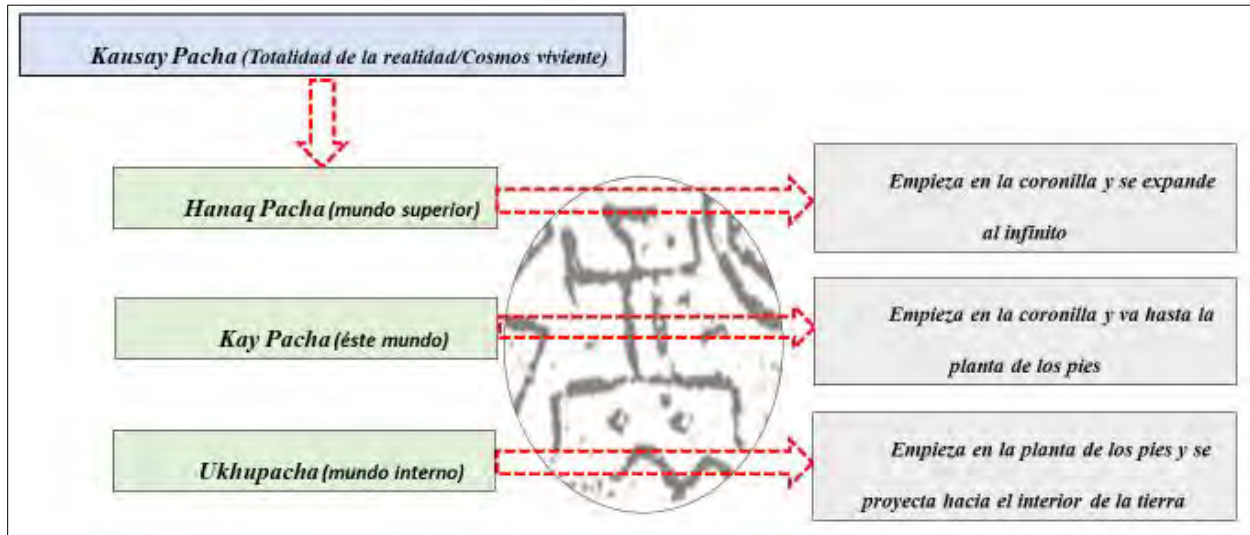 Kausay Pacha (Totalidad de la realidad/Cosmos viviente)
Hanaq Pacha (mundo superior)
Empieza en la coronilla y se expande
al infinito
Kay Pacha (éste mundo)
Empieza en la coronilla y va hasta la
planta de los pies
Ukhupacha (mundo interno)
Empieza en la planta de los pies y se
proyecta hacia el interior de la tierra